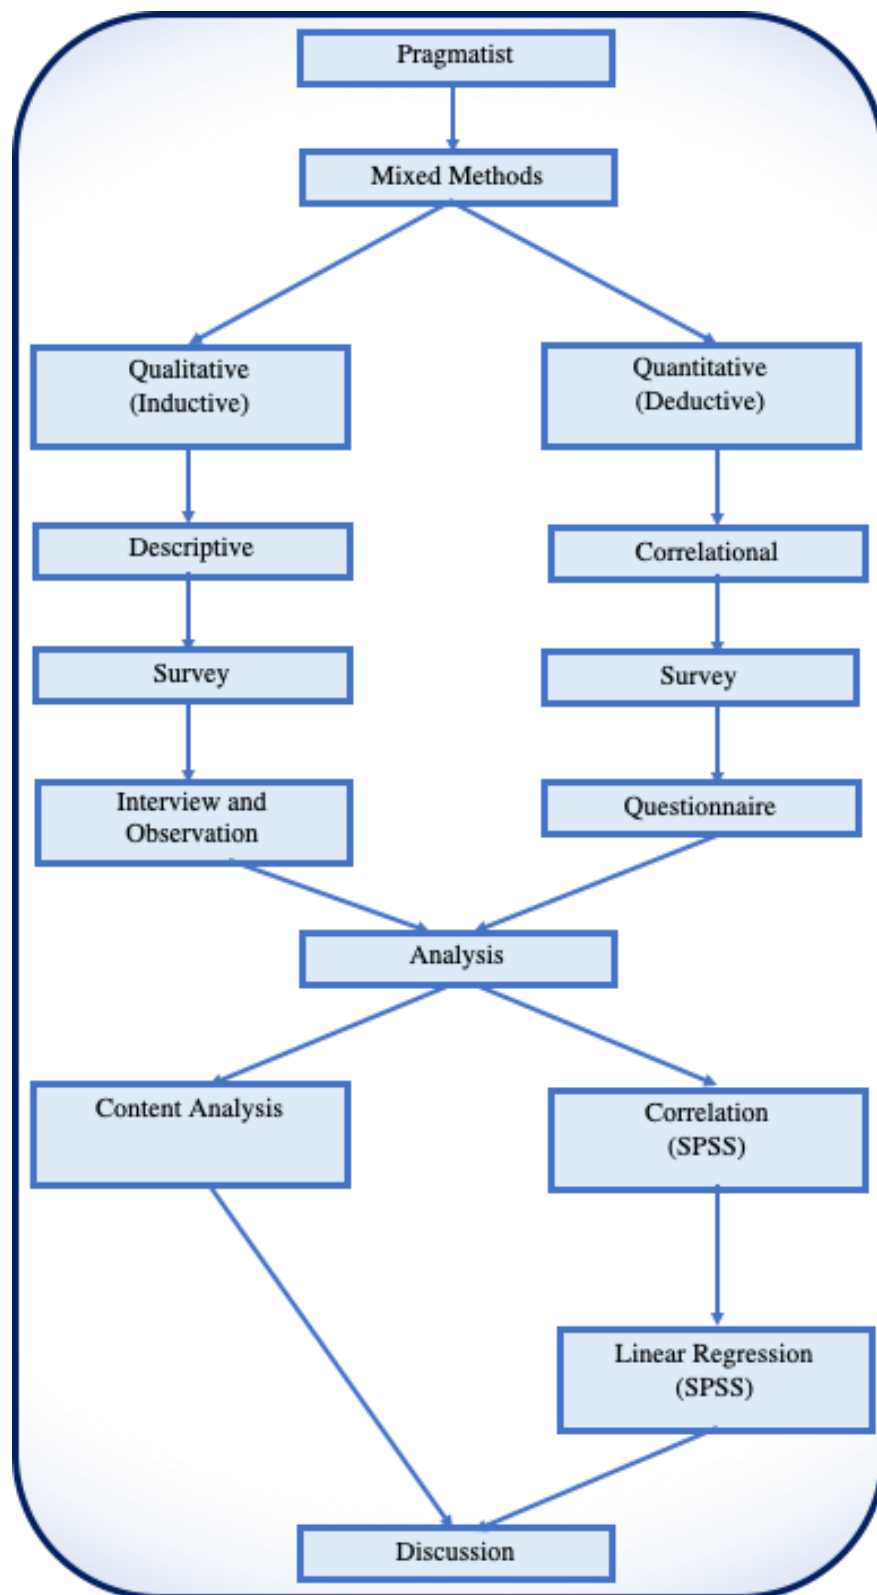 Pragmatist
Mixed Methods
Qualitative
(Inductive)
Quantitative
(Deductive)
Descriptive
Correlational
Survey
Survey
Interview and
Observation
Questionnaire
Analysis
Content Analysis
Correlation
(SPSS)
Linear Regression
(SPSS)
Discussion